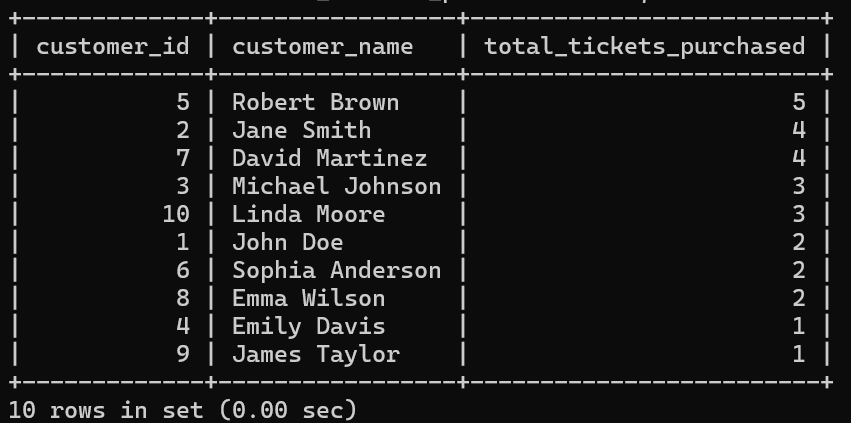 +-------------+-----------------+-------------------------+
| customer_id | customer_name   | total_tickets_purchased |
+-------------+-----------------+-------------------------+
|           5 | Robert Brown    |                       5 |
|           2 | Jane Smith      |                       4 |
|           7 | David Martinez  |                       4 |
|           3 | Michael Johnson |                       3 |
|          10 | Linda Moore     |                       3 |
|           1 | John Doe        |                       2 |
|           6 | Sophia Anderson |                       2 |
|           8 | Emma Wilson     |                       2 |
|           4 | Emily Davis     |                       1 |
|           9 | James Taylor    |                       1 |
+-------------+-----------------+-------------------------+
10 rows in set (0.00 sec)